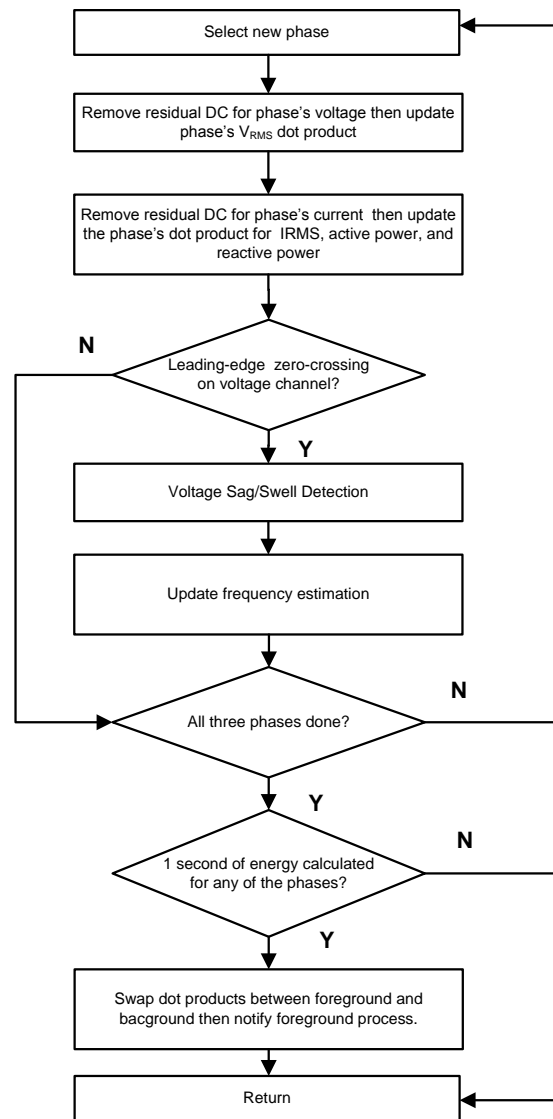 Select new phase
Remove residual DC for phase's voltage then update
phase's VRMS dot product
Remove residual DC for phase's current then update
the phase's dot product for IRMS, active power, and
reactive power
N
Leading-edge zero-crossing
on voltage channel?
Y
Voltage Sag/Swell Detection
Update frequency estimation
N
All three phases done?
Y
N
1 second of energy calculated
for any of the phases?
Y
Swap dot products between foreground and
bacground then notify foreground process.
Return